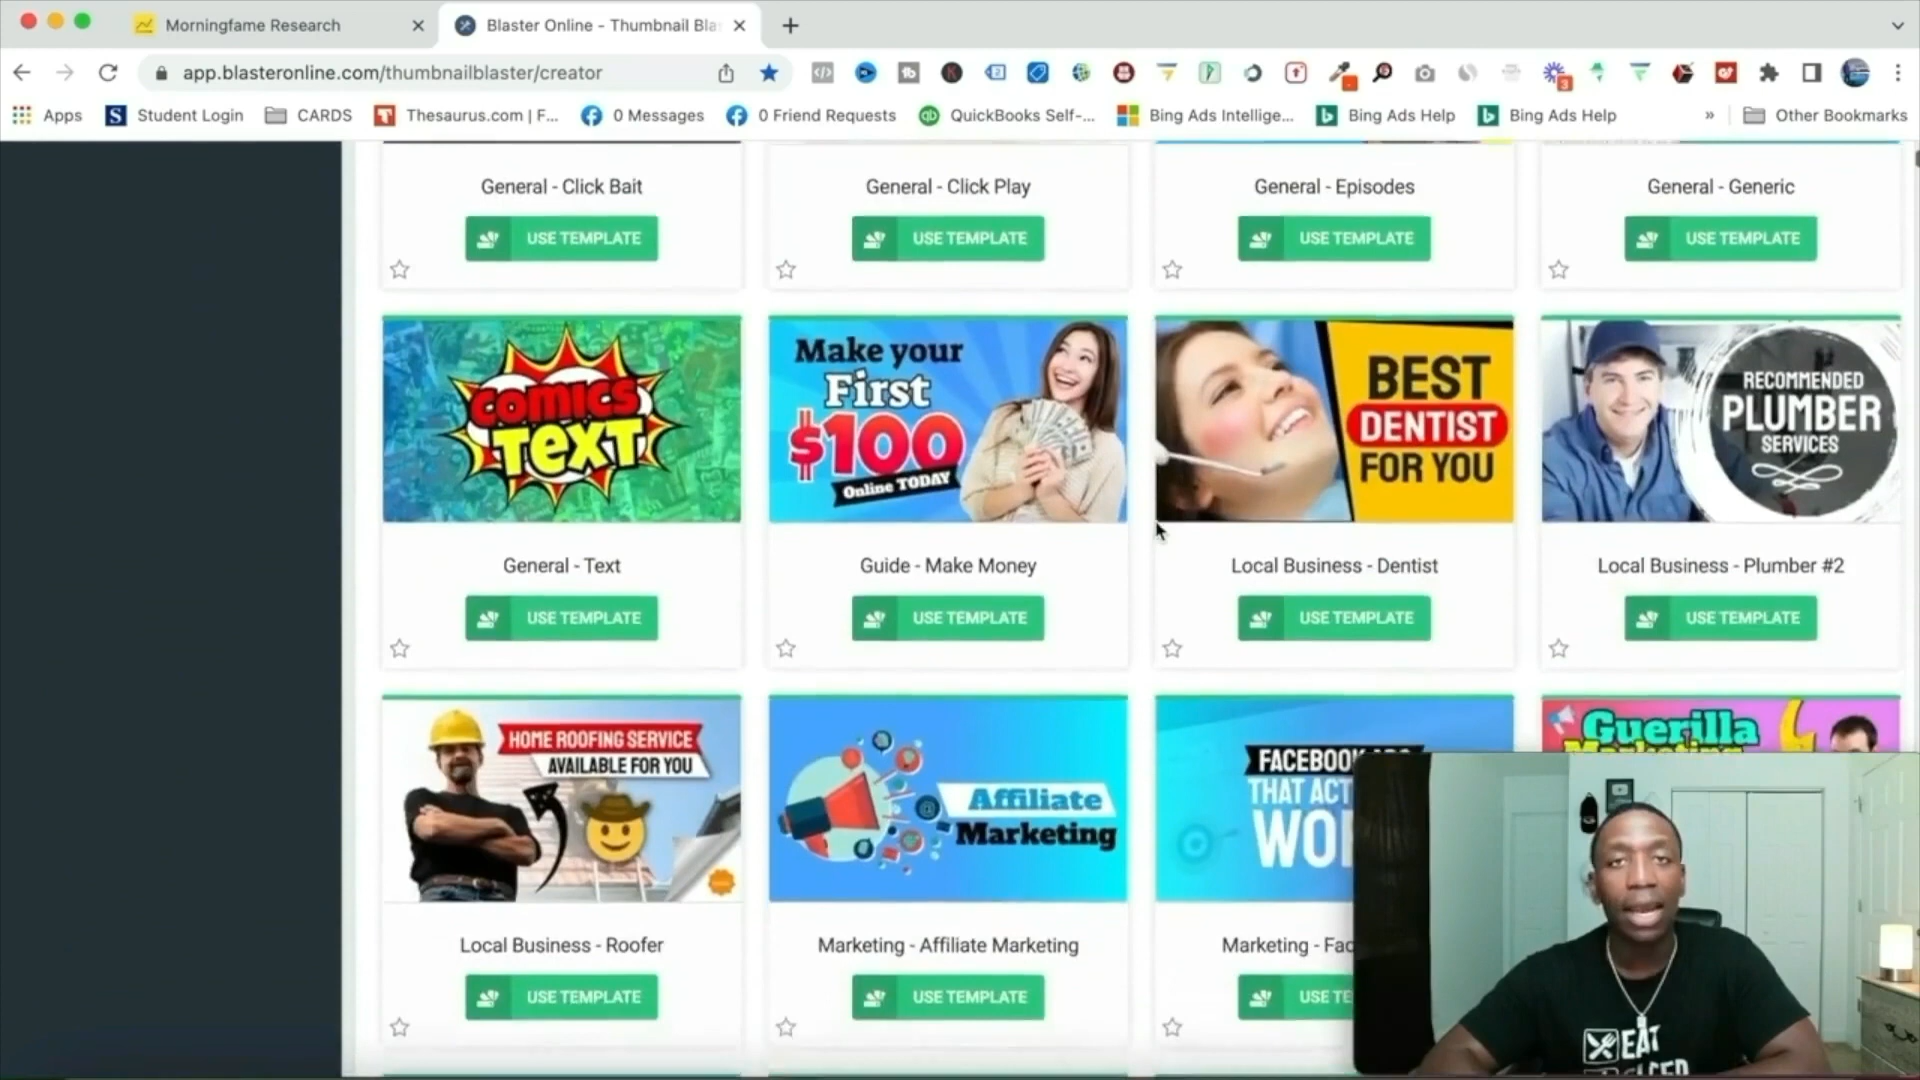 Morningfame Research
Blaster Online - Thumbnail Bla
app.blasteronline.com/thumbnailblaster/creator
3
Apps
Student Login
CARDS
Thesaurus.com | F...
0 Messages
0 Friend Requests
QuickBooks Self-...
Bing Ads Intellige...
Bing Ads Help
Bing Ads Help
»
Other Bookmarks
General - Click Bait
General - Click Play
General - Episodes
General - Generic
USE TEMPLATE
USE TEMPLATE
USE TEMPLATE
USE TEMPLATE
COMICS
TEXT
Make your
First
$100
Online TODAY
BEST
DENTIST
FOR YOU
RECOMMENDED
PLUMBER
SERVICES
General - Text
Guide - Make Money
Local Business - Dentist
Local Business - Plumber #2
USE TEMPLATE
USE TEMPLATE
USE TEMPLATE
USE TEMPLATE
HOME ROOFING SERVICE
AVAILABLE FOR YOU
Affiliate
Marketing
FACEBOOK ADS
THAT ACT
WO
Guerilla
Marketing
Local Business - Roofer
Marketing - Affiliate Marketing
Marketing - Fac
USE TEMPLATE
USE TEMPLATE
USE TE
EAT